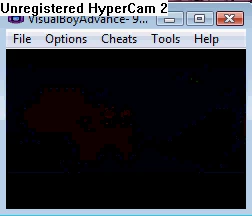 Unregistered HyperCam 2
VisualBoyAdvance- 9...
File Options Cheats Tools Help